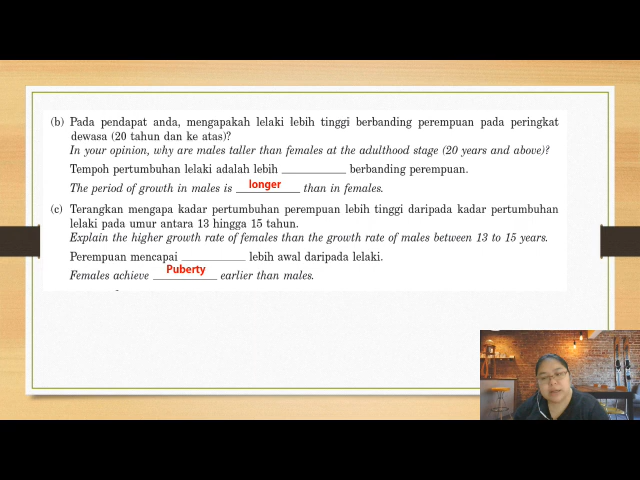 (b) Pada pendapat anda, mengapakah lelaki lebih tinggi berbanding perempuan pada peringkat
dewasa (20 tahun dan ke atas)?
In your opinion, why are males taller than females at the adulthood stage (20 years and above)?
Tempoh pertumbuhan lelaki adalah lebih ____________ berbanding perempuan.
The period of growth in males is longer than in females.
(c) Terangkan mengapa kadar pertumbuhan perempuan lebih tinggi daripada kadar pertumbuhan
lelaki pada umur antara 13 hingga 15 tahun.
Explain the higher growth rate of females than the growth rate of males between 13 to 15 years.
Perempuan mencapai ____________ lebih awal daripada lelaki.
Females achieve Puberty earlier than males.